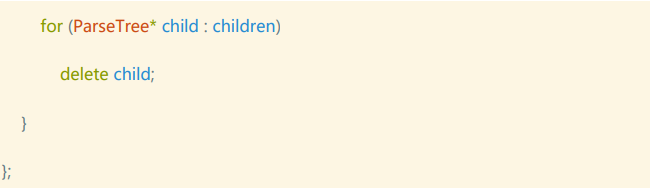 for (ParseTree* child : children)
delete child;
}
};